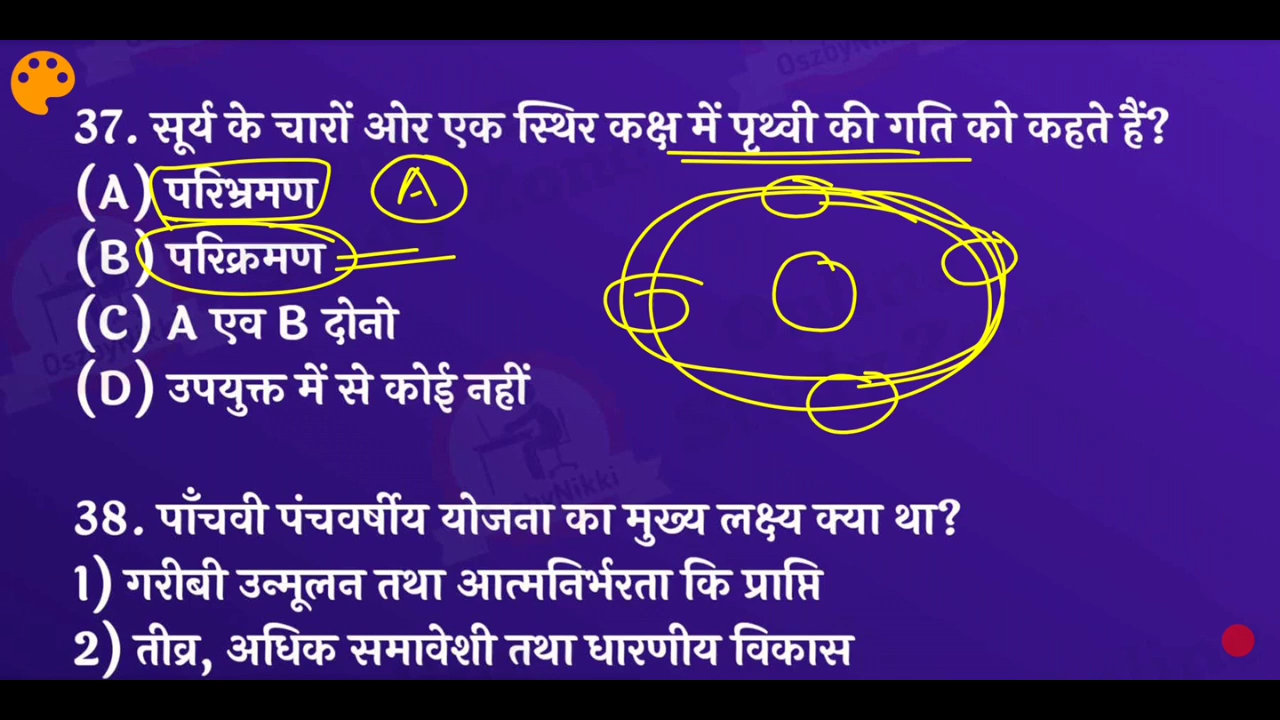 OszbyNikki
37. सूर्य के चारों ओर एक स्थिर कक्ष में पृथ्वी की गति को कहते हैं?
(A) परिभ्रमण A
(B) परिक्रमण
(C) A एव B दोनो
(D) उपयुक्त में से कोई नहीं
38. पाँचवी पंचवर्षीय योजना का मुख्य लक्ष्य क्या था?
1) गरीबी उन्मूलन तथा आत्मनिर्भरता कि प्राप्ति
2) तीव्र, अधिक समावेशी तथा धारणीय विकास